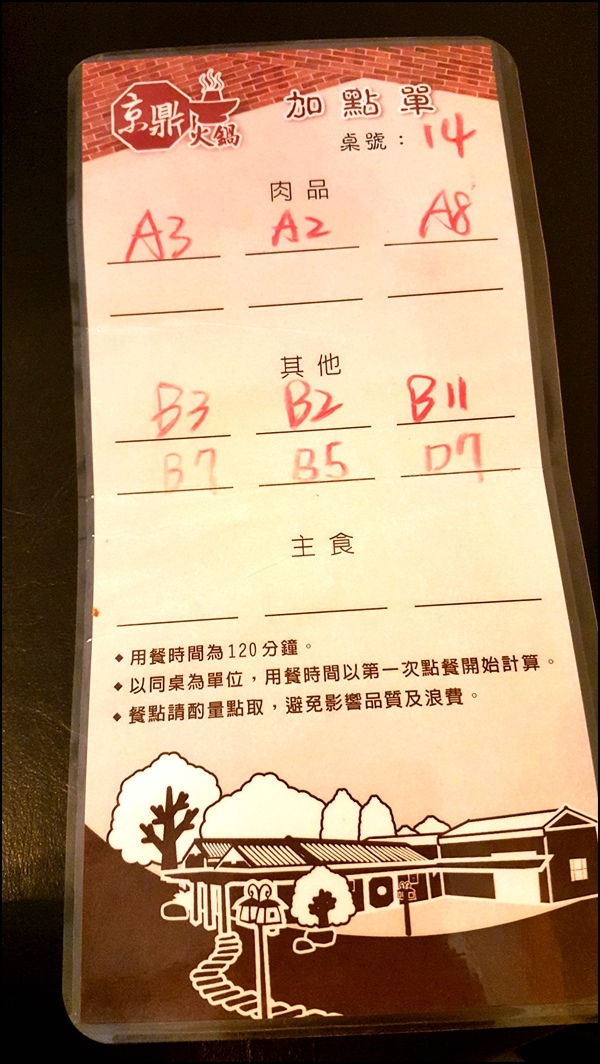 京鼎火鍋 加點單
桌號：14
肉品
A3 A2 A8
其他
B3 B2 B11
B7 B5 D7
主食
◆ 用餐時間為120分鐘。
◆ 以同桌為單位，用餐時間以第一次點餐開始計算。
◆ 餐點請酌量點取，避免影響品質及浪費。